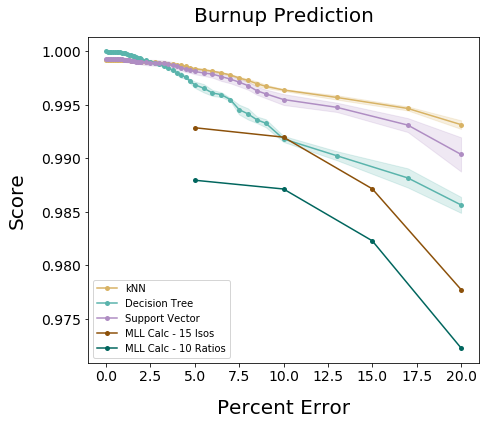 Burnup Prediction
Score
1.000
0.995
0.990
0.985
0.980
0.975
kNN
Decision Tree
Support Vector
MLL Calc - 15 Isos
MLL Calc - 10 Ratios
0.0 2.5 5.0 7.5 10.0 12.5 15.0 17.5 20.0
Percent Error